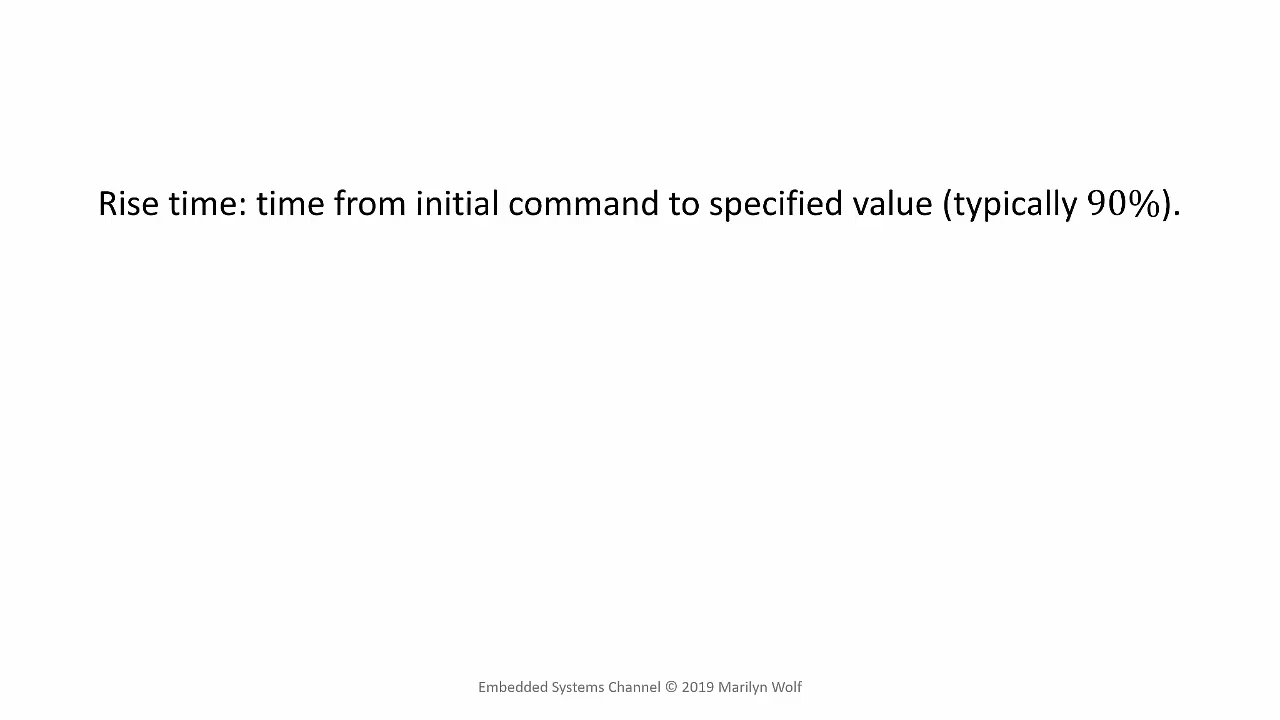 Rise time: time from initial command to specified value (typically 90%).
Embedded Systems Channel © 2019 Marilyn Wolf